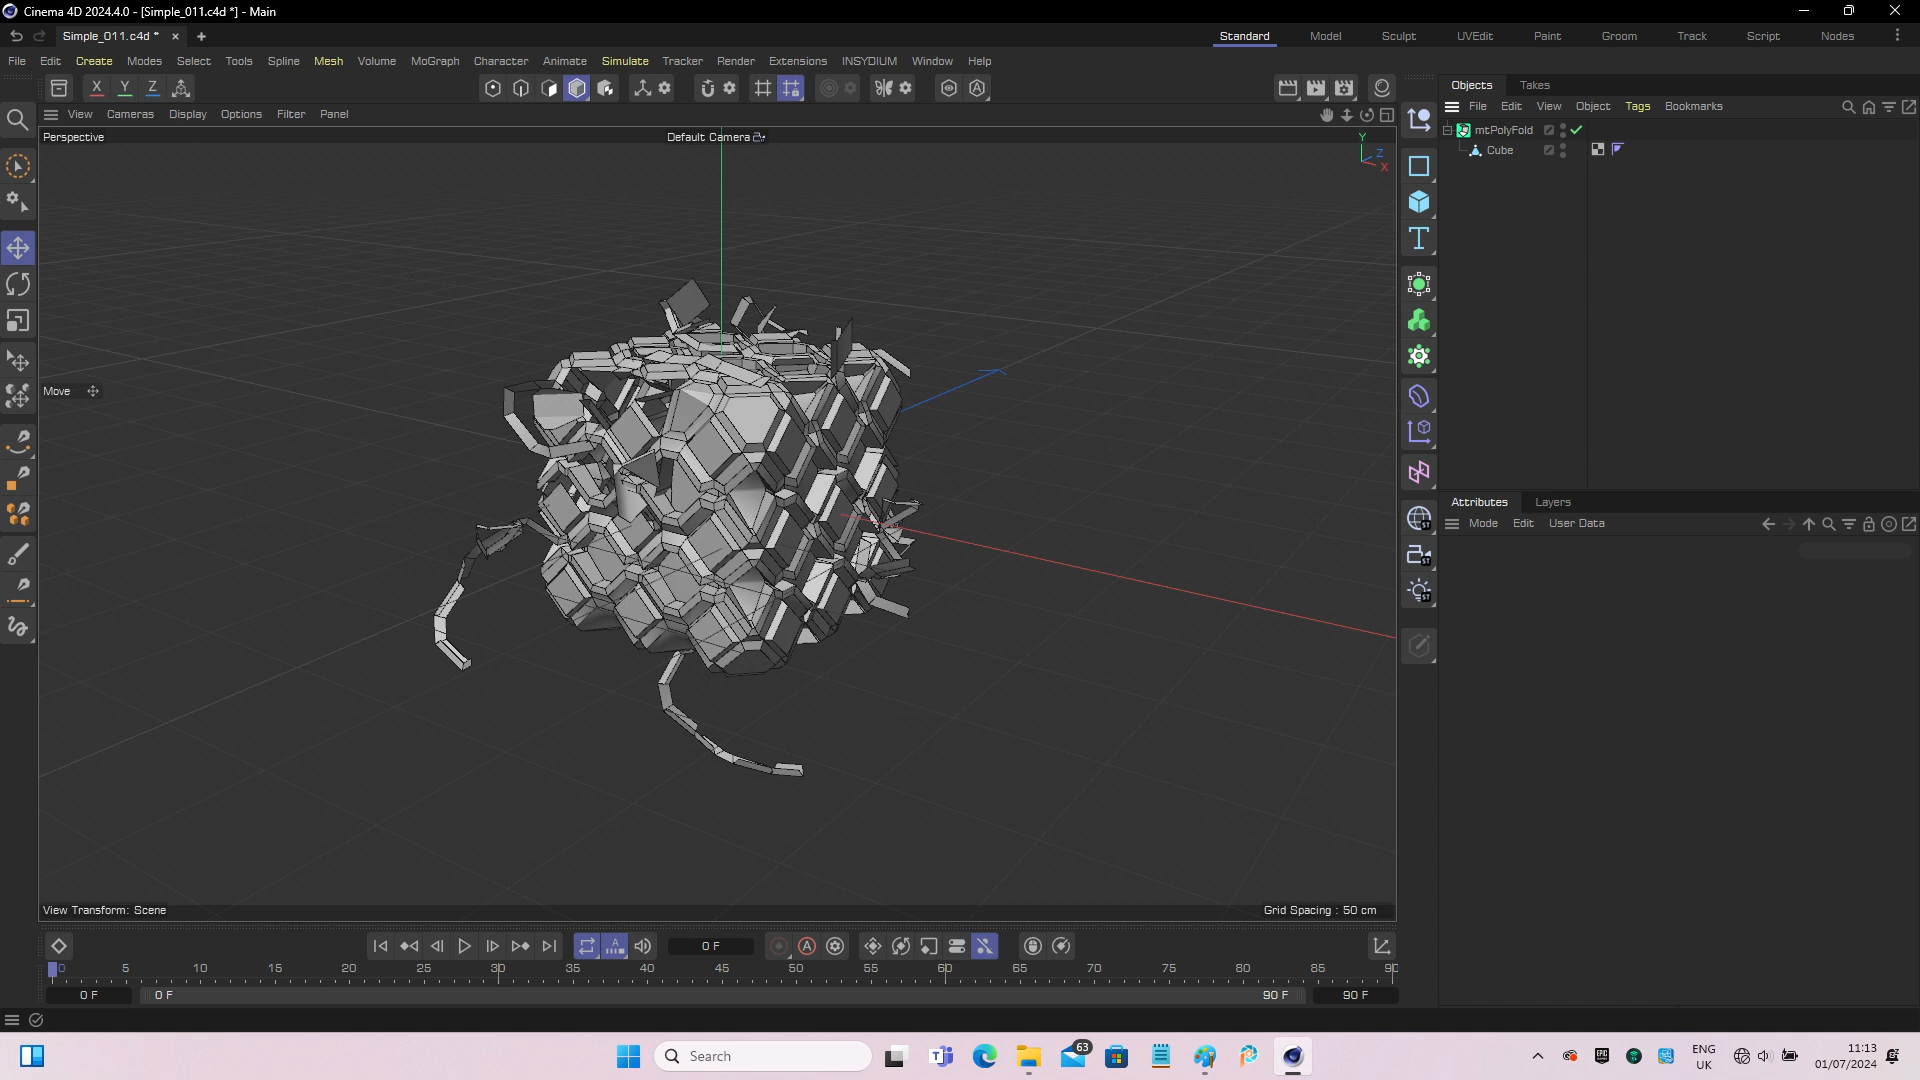 Cinema 4D 2024.4.0 - [Simple_011.c4d *] - Main
Simple_011.c4d *
Standard Model Sculpt UVEdit Paint Groom Track Script Nodes
File Edit Create Modes Select Tools Spline Mesh Volume MoGraph Character Animate Simulate Tracker Render Extensions INSYDIUM Window Help
X Y Z
Objects Takes
File Edit View Object Tags Bookmarks
View Cameras Display Options Filter Panel
Perspective
Default Camera
Y
Z
X
mtPolyFold
Cube
Move
Attributes Layers
Mode Edit User Data
View Transform: Scene
Grid Spacing : 50 cm
0 F
0 5 10 15 20 25 30 35 40 45 50 55 60 65 70 75 80 85 90
0 F
0 F
90 F
90 F
Search
63
ENG
UK
11:13
01/07/2024